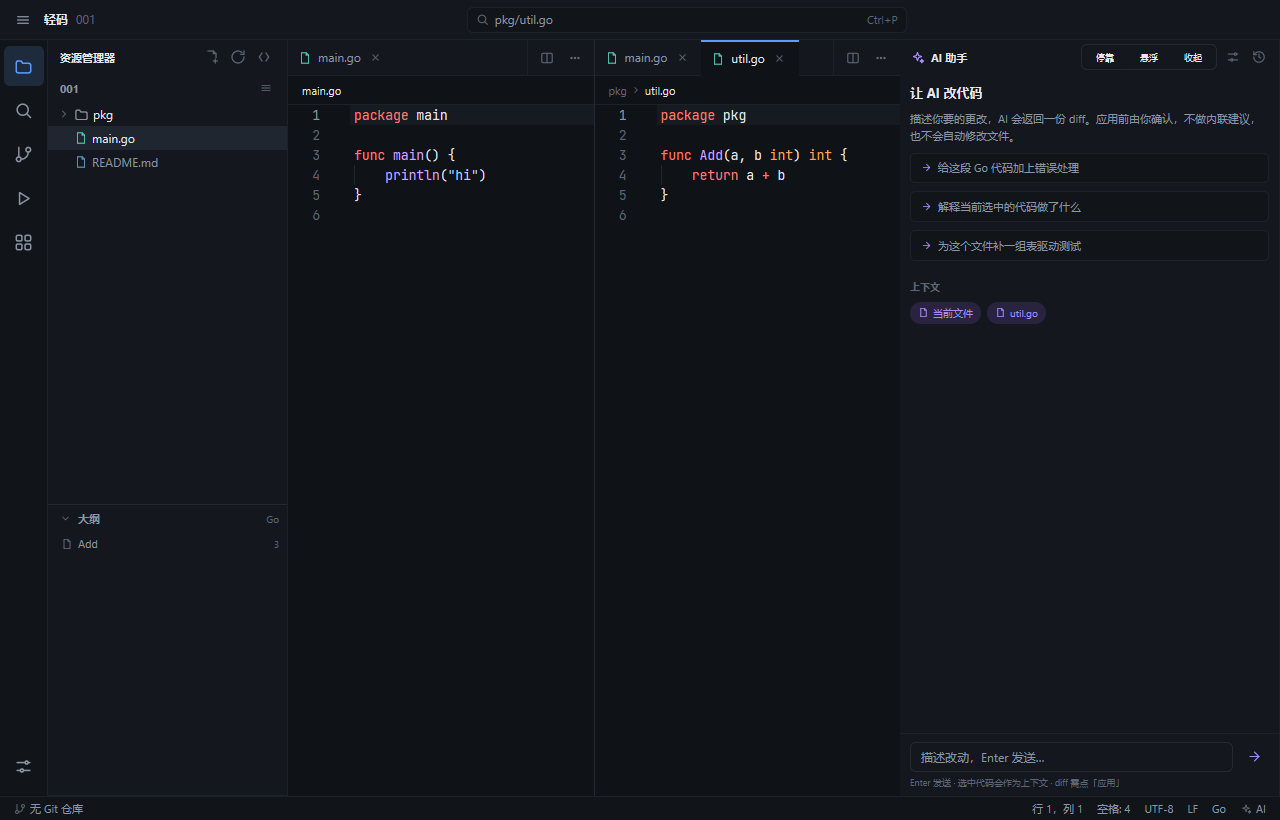 轻码 001
pkg/util.go Ctrl+P
资源管理器
001
pkg
main.go
README.md
大纲 Go
Add 3
main.go
main.go
1 package main
2
3 func main() {
4     println("hi")
5 }
6
main.go util.go
pkg util.go
1 package pkg
2
3 func Add(a, b int) int {
4     return a + b
5 }
6
AI 助手 停靠 悬浮 收起
让 AI 改代码
描述你要的更改，AI 会返回一份 diff。应用前由你确认，不做内联建议，
也不会自动修改文件。
给这段 Go 代码加上错误处理
解释当前选中的代码做了什么
为这个文件补一组表驱动测试
上下文
当前文件 util.go
描述改动，Enter 发送...
Enter 发送 · 选中代码会作为上下文 · diff 需点「应用」
无 Git 仓库 行 1，列 1 空格: 4 UTF-8 LF Go AI